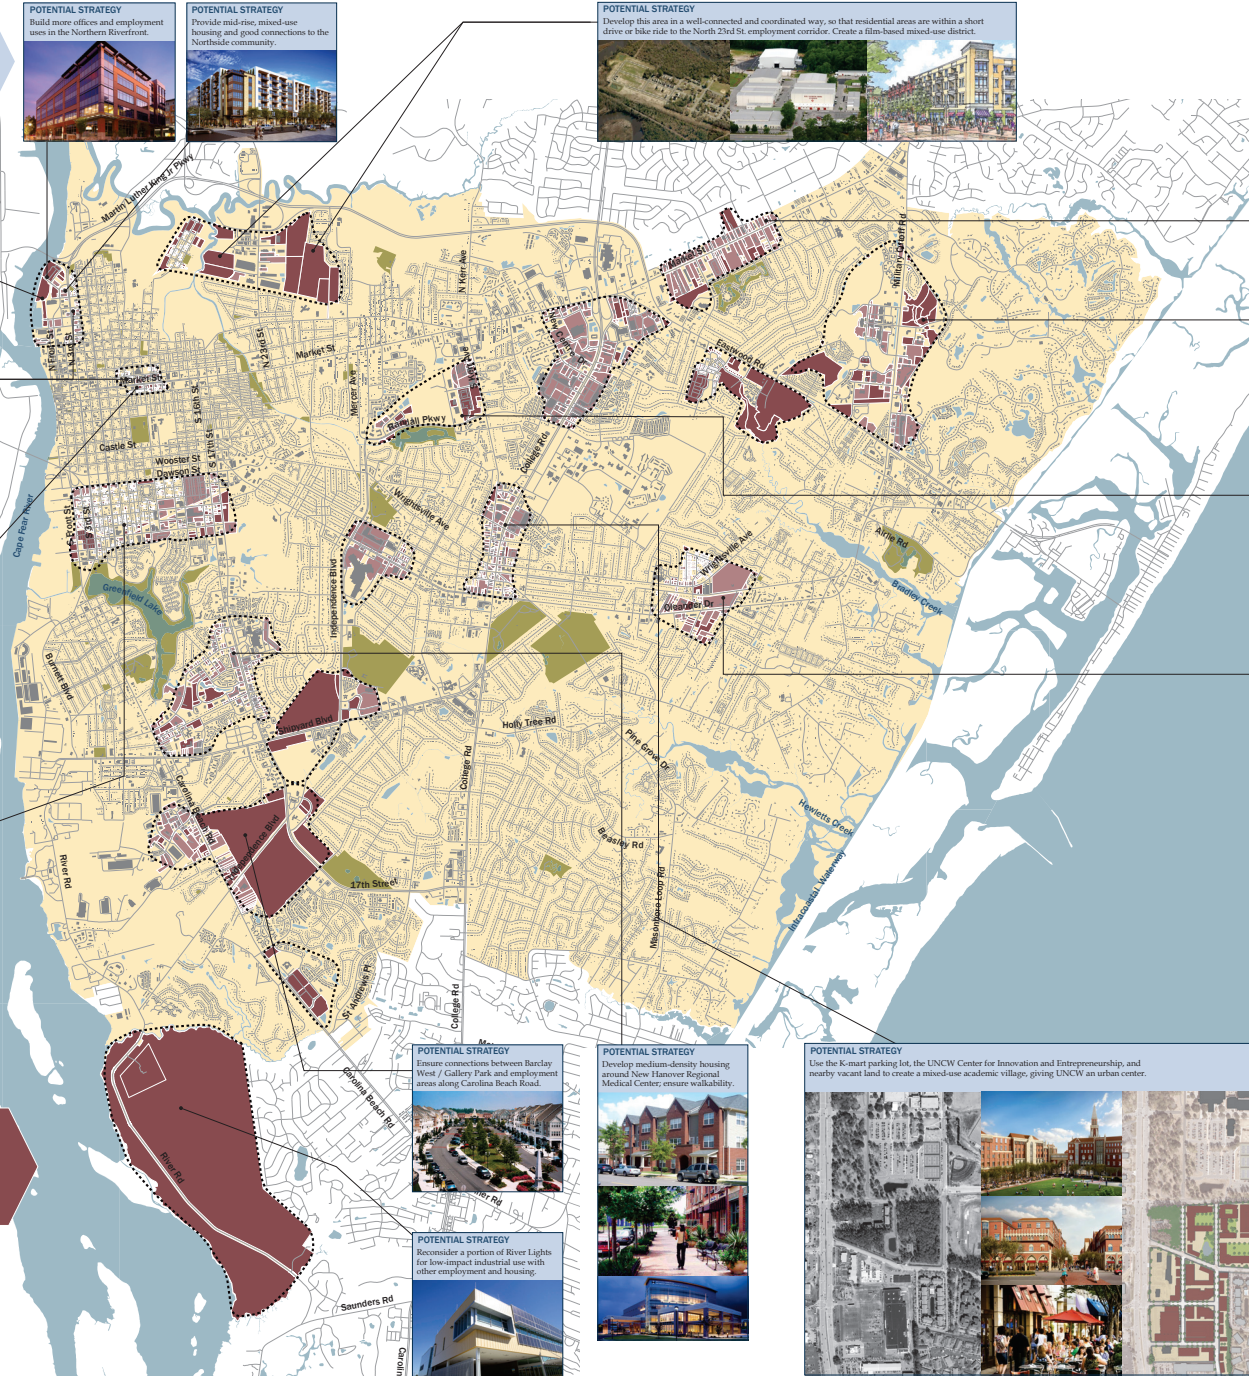 POTENTIAL STRATEGY
Build more offices and employment
uses in the Northern Riverfront.
POTENTIAL STRATEGY
Provide mid-rise, mixed-use
housing and good connections to the
Northside community.
POTENTIAL STRATEGY
Develop this area in a well-connected and coordinated way, so that residential areas are within a short
drive or bike ride to the North 23rd St. employment corridor. Create a film-based mixed-use district.
Martin Luther King Jr Pkwy
N Kerr Ave
Military Cutoff Rd
N Front St
N 3rd St
N 23rd St
Market St
Eastwood Rd
Market St
Mercer Ave
S 16th St
S 17th St
Randall Pkwy
College Rd
Castle St
Wooster St
Dawson St
Wrightsville Ave
S Front St
S 3rd St
Cape Fear River
Airlie Rd
Wrightsville Ave
Bradley Creek
Greenfield Lake
Independence Blvd
Oleander Dr
Burnett Blvd
Shipyard Blvd
Holly Tree Rd
Pine Grove Dr
College Rd
Carolina Beach Rd
Hewletts Creek
Independence Blvd
Beasley Rd
River Rd
17th Street
Masonboro Loop Rd
Intracoastal Waterway
St Andrews Pl
College Rd
Carolina Beach Rd
River Rd
Saunders Rd
POTENTIAL STRATEGY
Ensure connections between Barclay
West / Gallery Park and employment
areas along Carolina Beach Road.
POTENTIAL STRATEGY
Develop medium-density housing
around New Hanover Regional
Medical Center; ensure walkability.
POTENTIAL STRATEGY
Use the K-mart parking lot, the UNCW Center for Innovation and Entrepreneurship, and
nearby vacant land to create a mixed-use academic village, giving UNCW an urban center.
POTENTIAL STRATEGY
Reconsider a portion of River Lights
for low-impact industrial use with
other employment and housing.